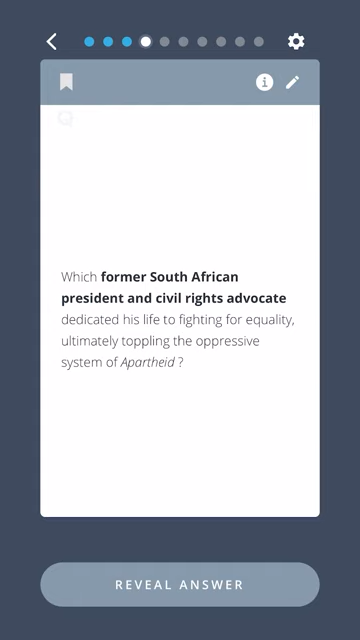 Which former South African
president and civil rights advocate
dedicated his life to fighting for equality,
ultimately toppling the oppressive
system of Apartheid ?
REVEAL ANSWER